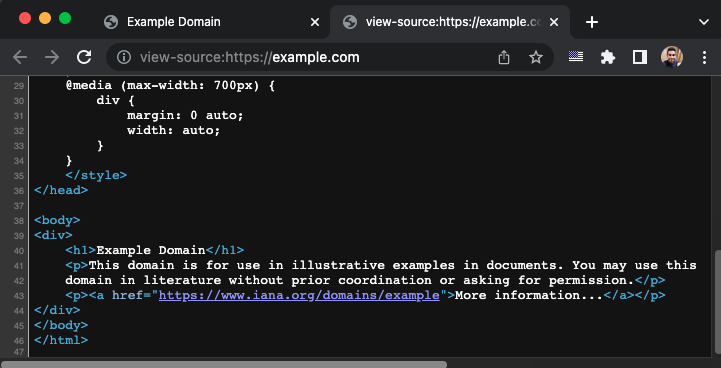 Example Domain
view-source:https://example.co
view-source:https://example.com
29 @media (max-width: 700px) {
30 div {
31 margin: 0 auto;
32 width: auto;
33 }
34 }
35 </style>
36 </head>
37
38 <body>
39 <div>
40 <h1>Example Domain</h1>
41 <p>This domain is for use in illustrative examples in documents. You may use this
42 domain in literature without prior coordination or asking for permission.</p>
43 <p><a href="https://www.iana.org/domains/example">More information...</a></p>
44 </div>
45 </body>
46 </html>
47